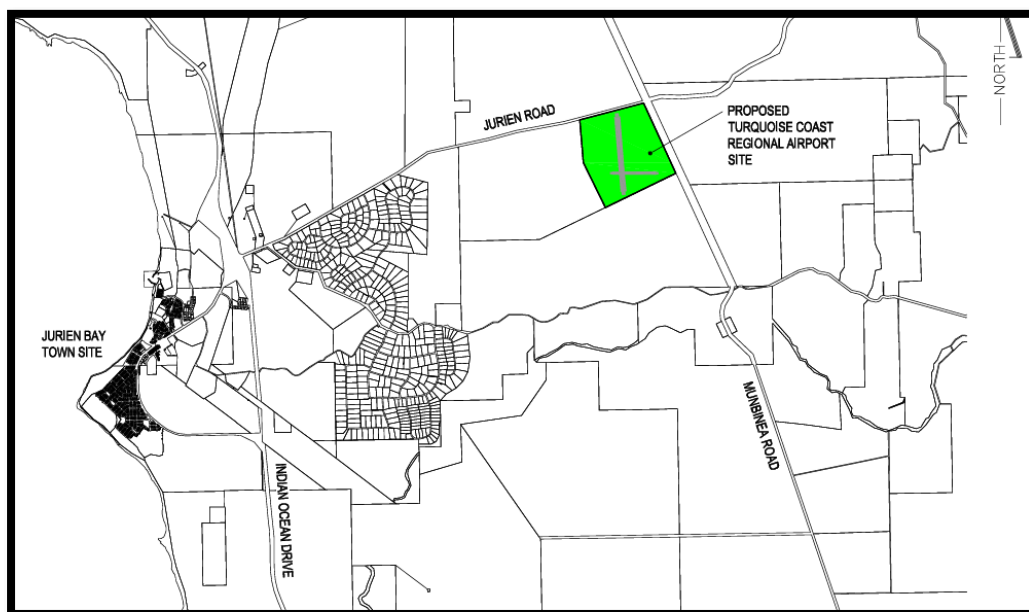 NORTH
JURIEN ROAD
PROPOSED
TURQUOISE COAST
REGIONAL AIRPORT
SITE
JURIEN BAY
TOWN SITE
MUNBINEA ROAD
INDIAN OCEAN DRIVE